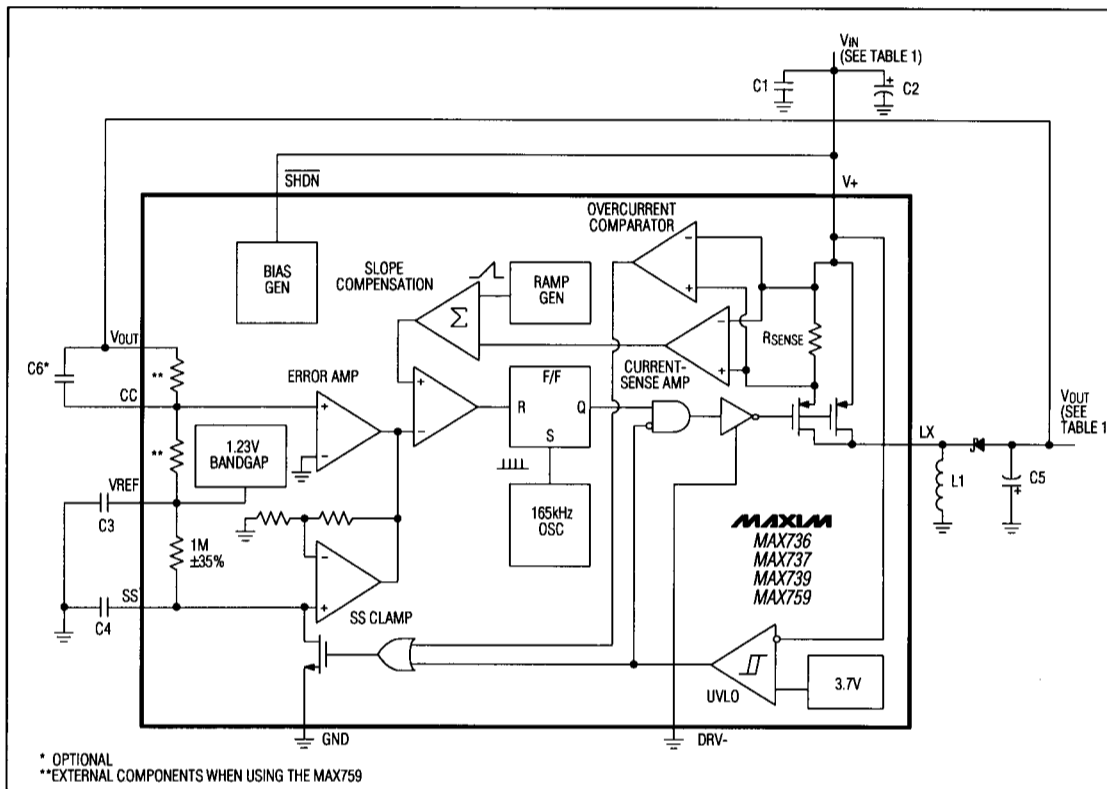 VIN
(SEE TABLE 1)
C1
+
C2
SHDN
V+
OVERCURRENT
COMPARATOR
BIAS
GEN
SLOPE
COMPENSATION
RAMP
GEN
Σ
-
+
-
+
RSENSE
CURRENT-
SENSE AMP
VOUT
C6*
**
CC
ERROR AMP
+
-
+
-
F/F
R
Q
S
VOUT
(SEE
TABLE 1
LX
**
1.23V
BANDGAP
VREF
C3
165kHz
OSC
L1
C5
+
1M
±35%
MAXIM
MAX736
MAX737
MAX739
MAX759
SS
C4
-
+
SS CLAMP
UVLO
3.7V
GND
DRV-
* OPTIONAL
**EXTERNAL COMPONENTS WHEN USING THE MAX759